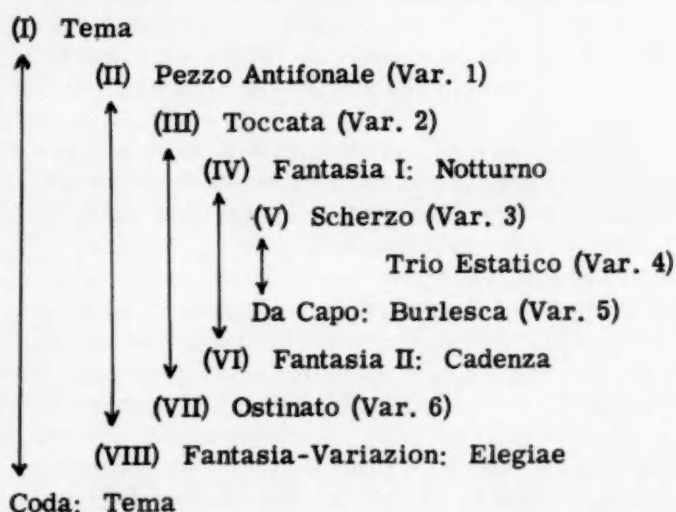 (I) Tema
(II) Pezzo Antifonale (Var. 1)
(III) Toccata (Var. 2)
(IV) Fantasia I: Notturno
(V) Scherzo (Var. 3)
Trio Estatico (Var. 4)
Da Capo: Burlesca (Var. 5)
(VI) Fantasia II: Cadenza
(VII) Ostinato (Var. 6)
(VIII) Fantasia-Variazion: Elegiae
Coda: Tema